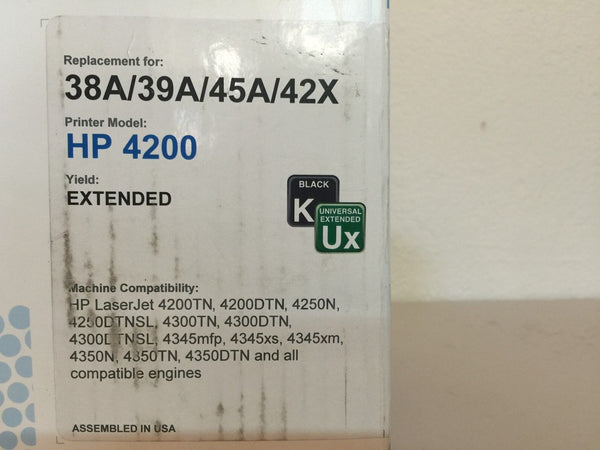 Replacement for:
38A/39A/45A/42X
Printer Model:
HP 4200
Yield:
EXTENDED
BLACK
K
UNIVERSAL
EXTENDED
Ux
Machine Compatibility:
HP LaserJet 4200TN, 4200DTN, 4250N,
4250DTNSL, 4300TN, 4300DTN,
4300DTNSL, 4345mfp, 4345xs, 4345xm,
4350N, 4350TN, 4350DTN and all
compatible engines
ASSEMBLED IN USA